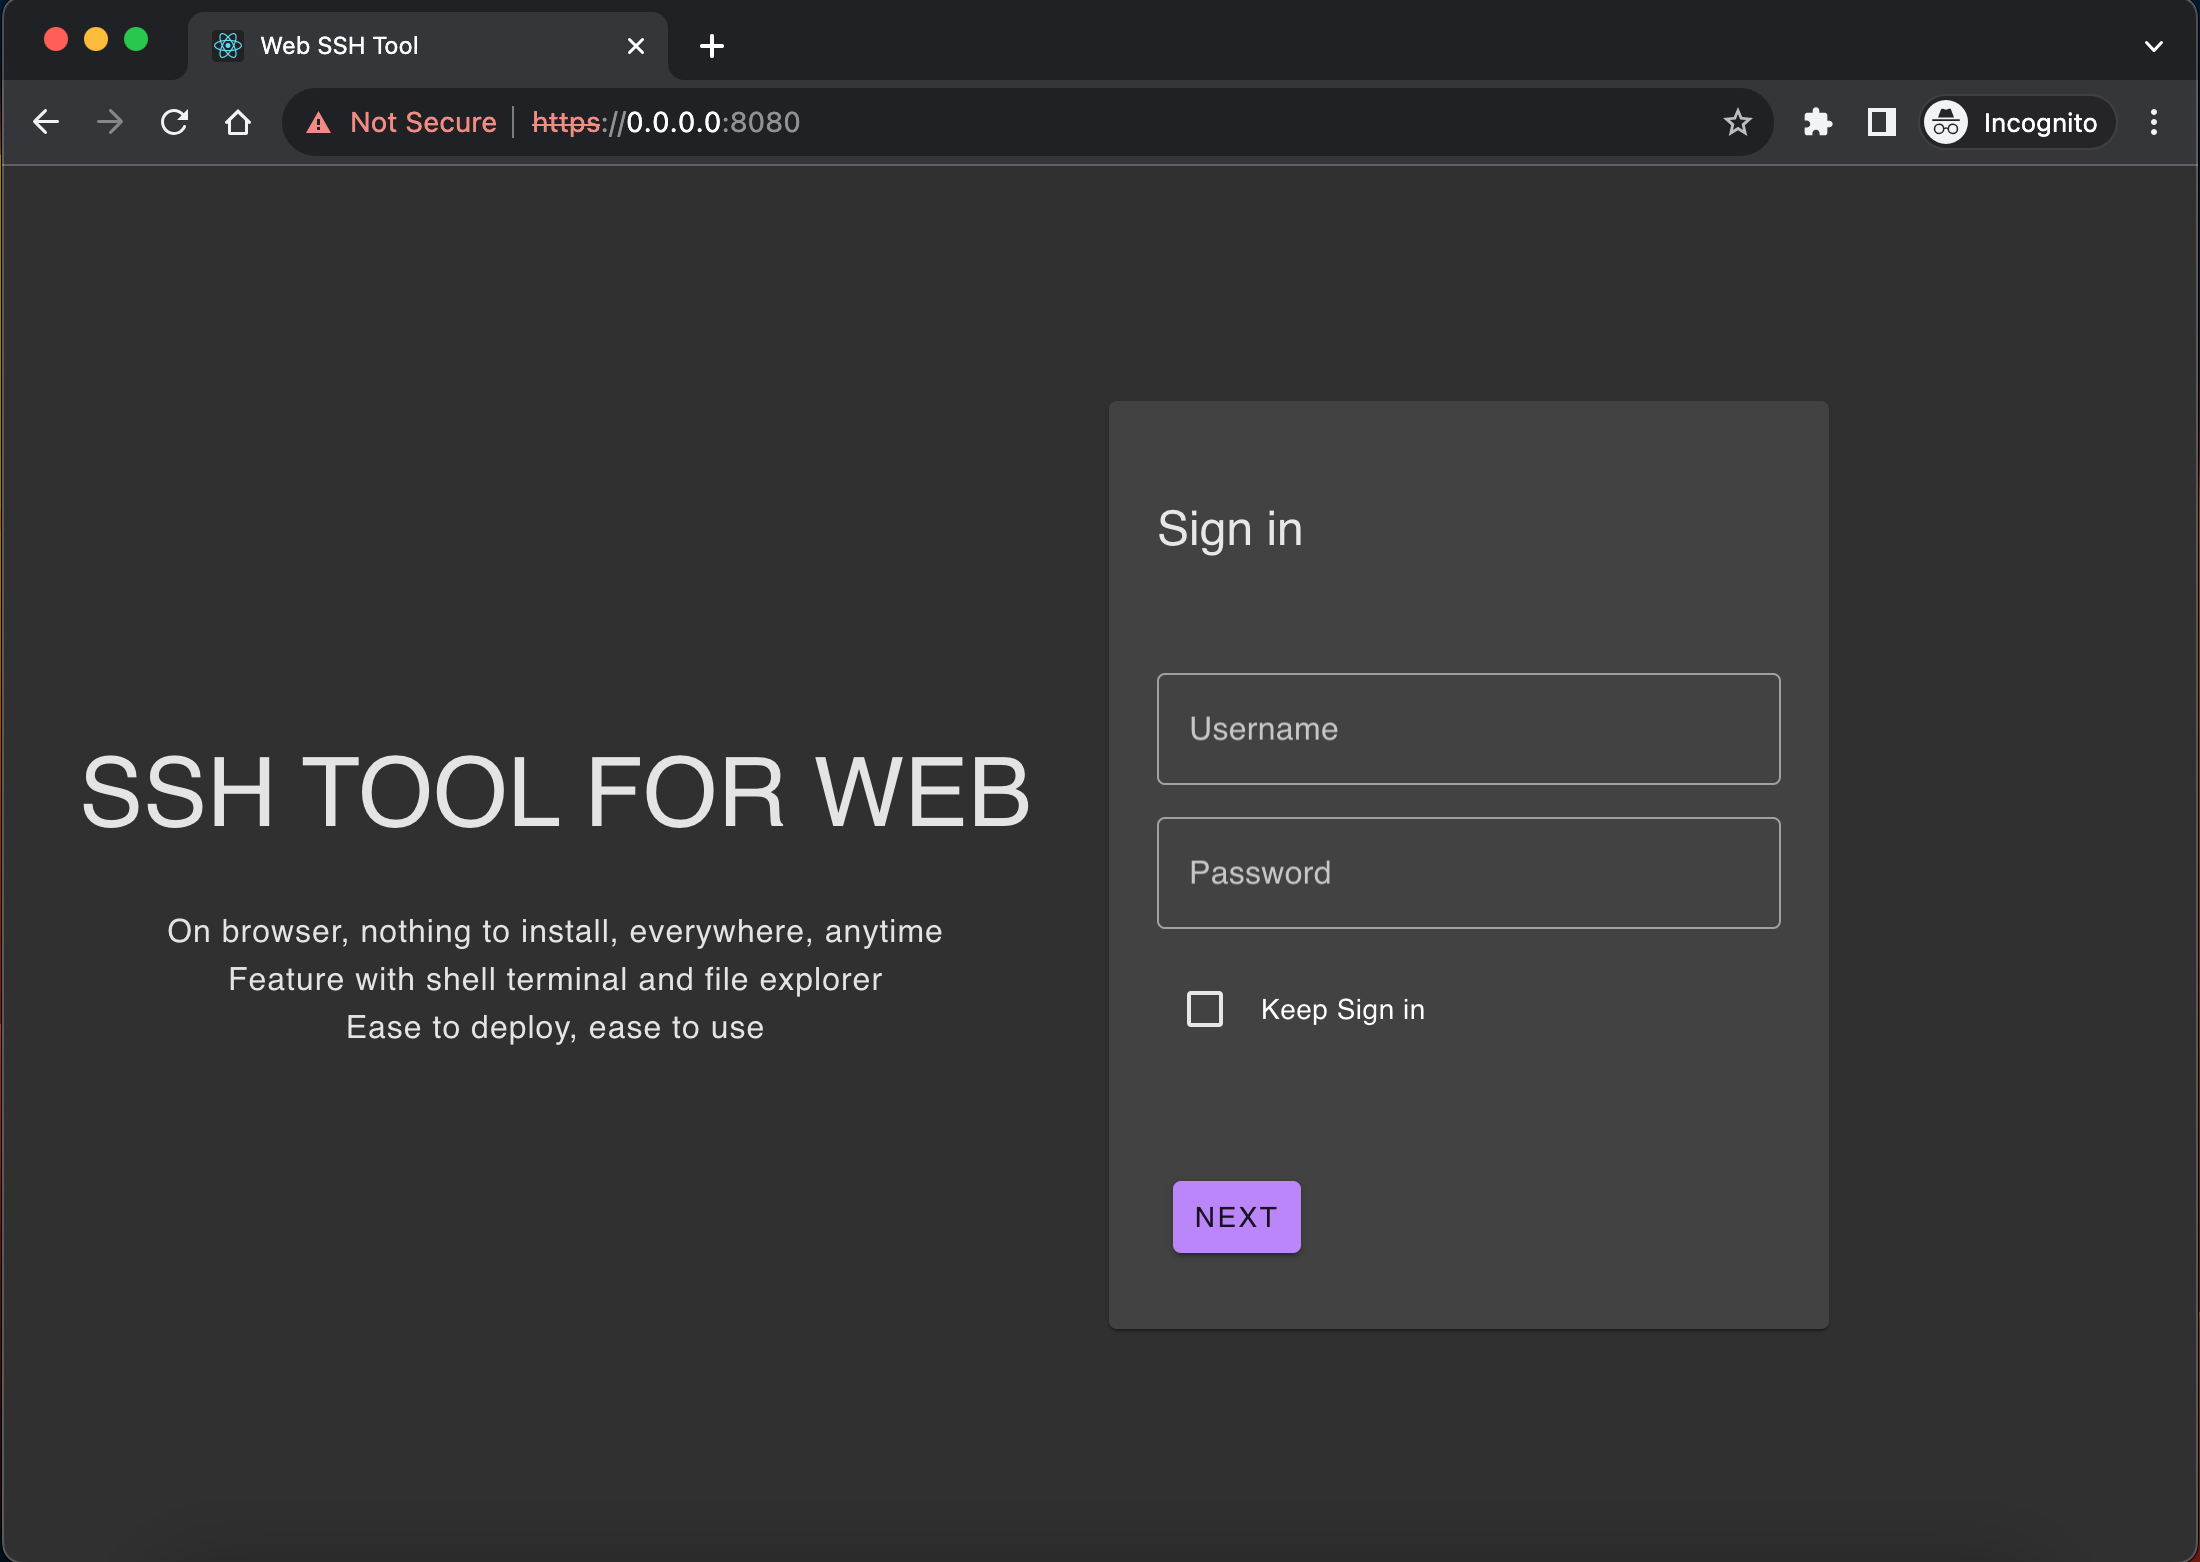 Web SSH Tool
Not Secure
https://0.0.0.0:8080
Incognito
SSH TOOL FOR WEB
On browser, nothing to install, everywhere, anytime
Feature with shell terminal and file explorer
Ease to deploy, ease to use
Sign in
Username
Password
Keep Sign in
NEXT